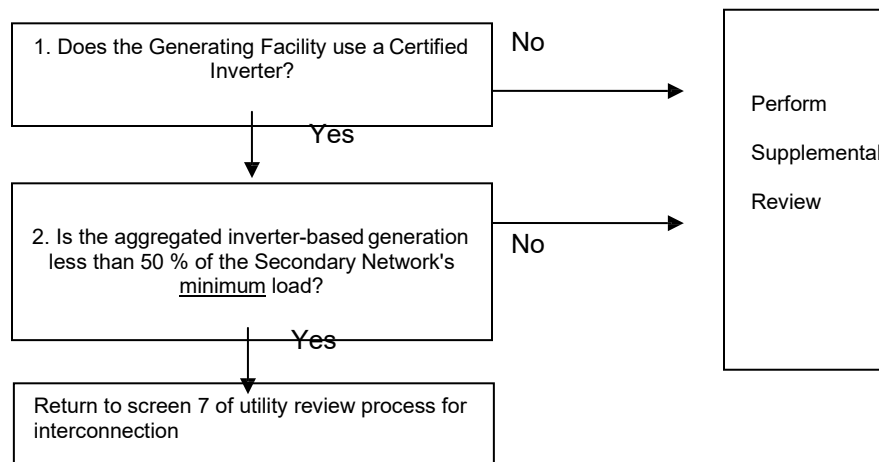 1. Does the Generating Facility use a Certified
Inverter?
No
Yes
Perform
Supplemental
Review
2. Is the aggregated inverter-based generation
less than 50 % of the Secondary Network's
minimum load?
No
Yes
Return to screen 7 of utility review process for
interconnection